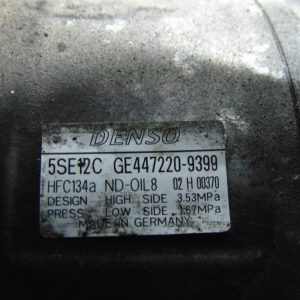 DENSO
5SE12C GE447220-9399
HFC134a ND-OIL8 02 H 00370
DESIGN HIGH SIDE 3.53MPa
PRESS LOW SIDE 1.67MPa
MADE IN GERMANY